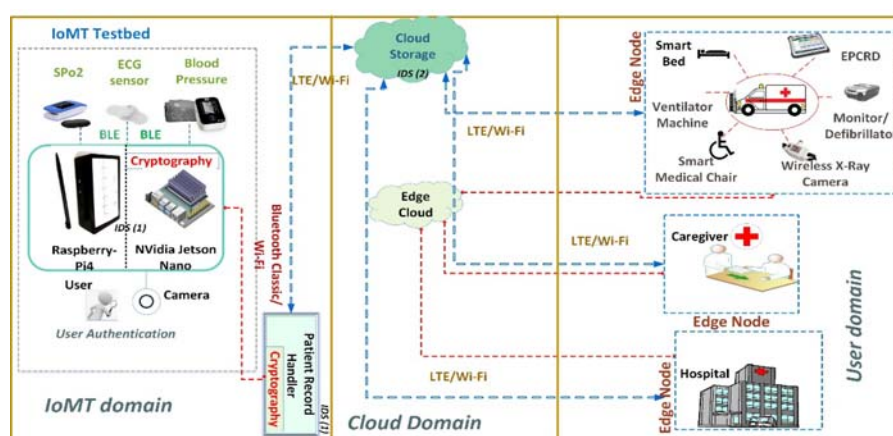 IoMT Testbed
SPo2
ECG
sensor
Blood
Pressure
BLE
BLE
Cryptography
IDS (1)
Raspberry-
Pi4
NVidia Jetson
Nano
User
Camera
User Authentication
IoMT domain
Bluetooth Classic/
Wi-Fi
Patient Record
Handler
Cryptography
IDS (1)
LTE/Wi-Fi
Cloud
Storage
IDS (2)
LTE/Wi-Fi
LTE/Wi-Fi
Edge
Cloud
LTE/Wi-Fi
LTE/Wi-Fi
Cloud Domain
Edge Node
Smart
Bed
EPCRD
Ventilator
Machine
Monitor/
Defibrillato
Smart
Medical Chair
Wireless X-Ray
Camera
Caregiver
Edge Node
Edge Node
Hospital
User domain